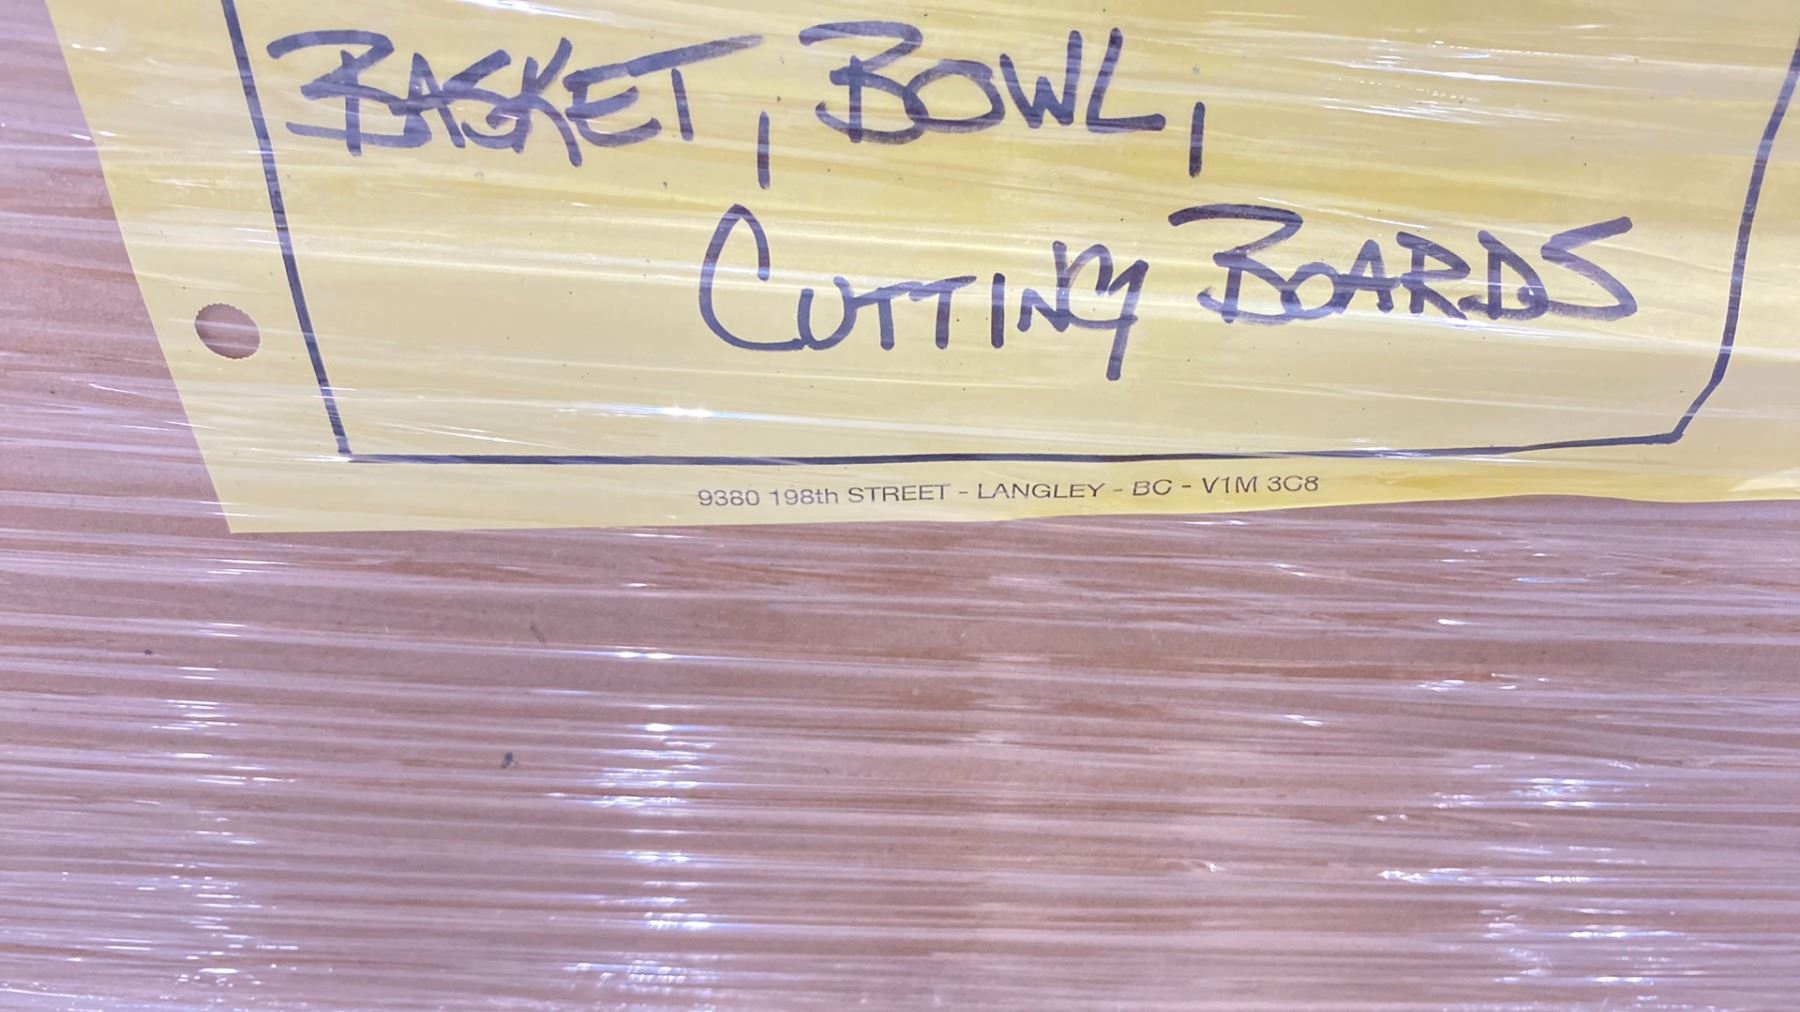 BASKET, BOWL,
CUTTING BOARDS
9380 198th STREET - LANGLEY - BC - V1M 3C8